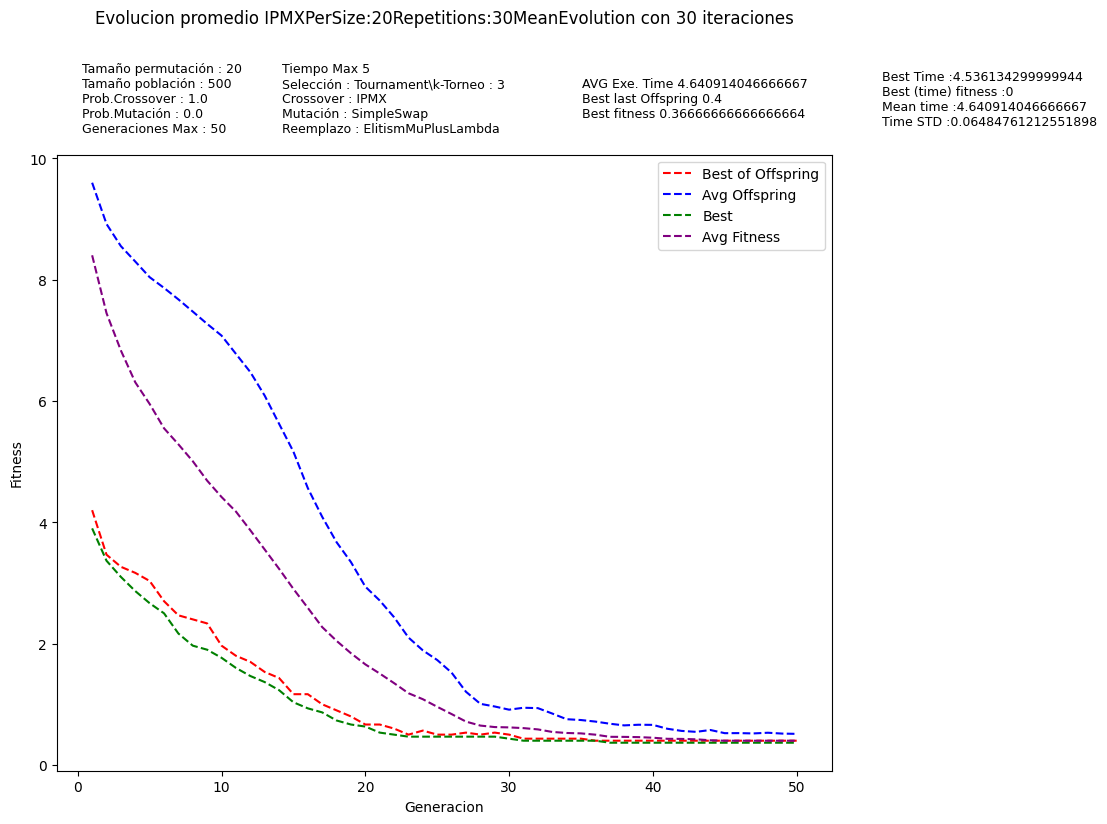 Evolucion promedio IPMXPerSize:20Repetitions:30MeanEvolution con 30 iteraciones
Tamaño permutación : 20
Tamaño población : 500
Prob.Crossover : 1.0
Prob.Mutación : 0.0
Generaciones Max : 50
Tiempo Max 5
Selección : Tournament\k-Torneo : 3
Crossover : IPMX
Mutación : SimpleSwap
Reemplazo : ElitismMuPlusLambda
AVG Exe. Time 4.640914046666667
Best last Offspring 0.4
Best fitness 0.36666666666666664
Best Time :4.536134299999944
Best (time) fitness :0
Mean time :4.640914046666667
Time STD :0.06484761212551898
Best of Offspring
Avg Offspring
Best
Avg Fitness
Fitness
10
8
6
4
2
0
0
10
20
30
40
50
Generacion